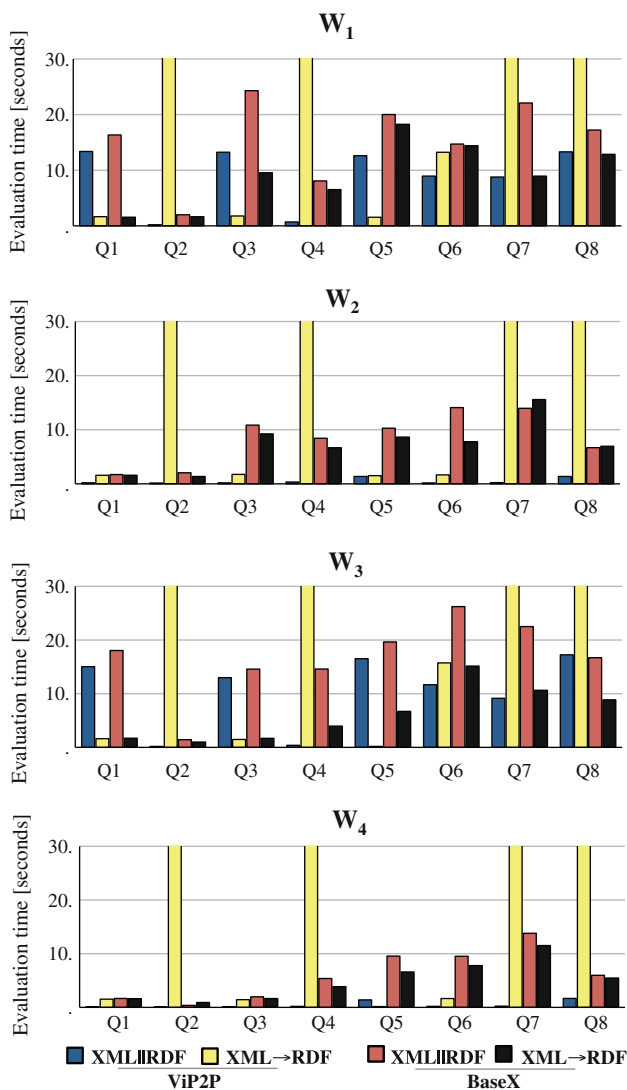 W1
Evaluation time [seconds]
30.
20.
10.
.
Q1 Q2 Q3 Q4 Q5 Q6 Q7 Q8
W2
Evaluation time [seconds]
30.
20.
10.
.
Q1 Q2 Q3 Q4 Q5 Q6 Q7 Q8
W3
Evaluation time [seconds]
30.
20.
10.
.
Q1 Q2 Q3 Q4 Q5 Q6 Q7 Q8
W4
Evaluation time [seconds]
30.
20.
10.
.
Q1 Q2 Q3 Q4 Q5 Q6 Q7 Q8
XML||RDF XML→RDF XML||RDF XML→RDF
ViP2P BaseX